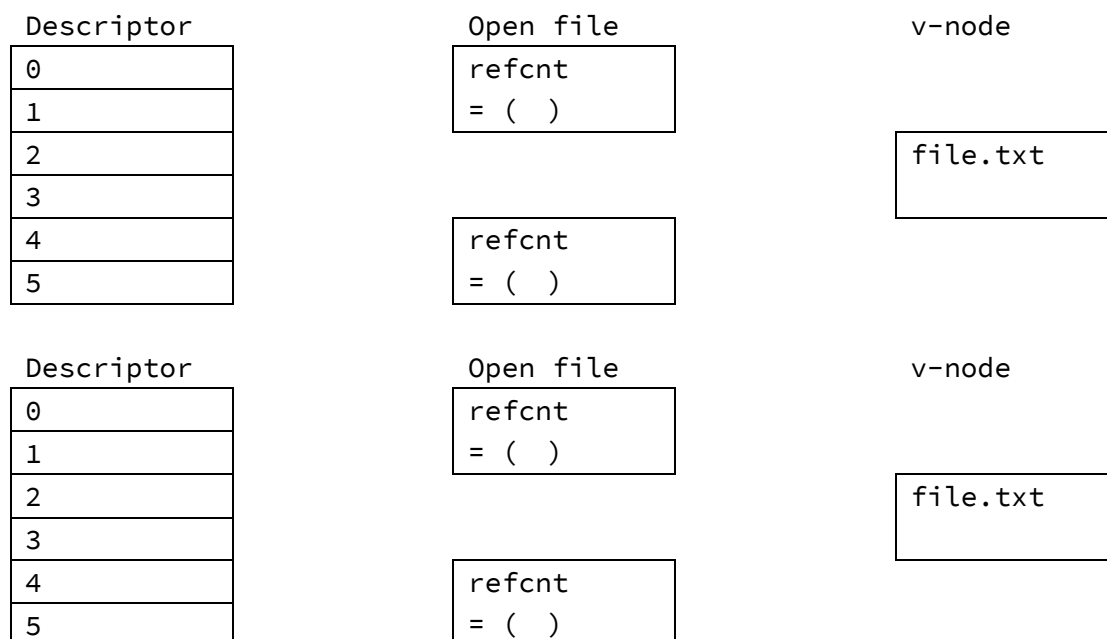 Descriptor Open file v-node
0 refcnt
1 = ( )
2 file.txt
3
4 refcnt
5 = ( )
Descriptor Open file v-node
0 refcnt
1 = ( )
2 file.txt
3
4 refcnt
5 = ( )